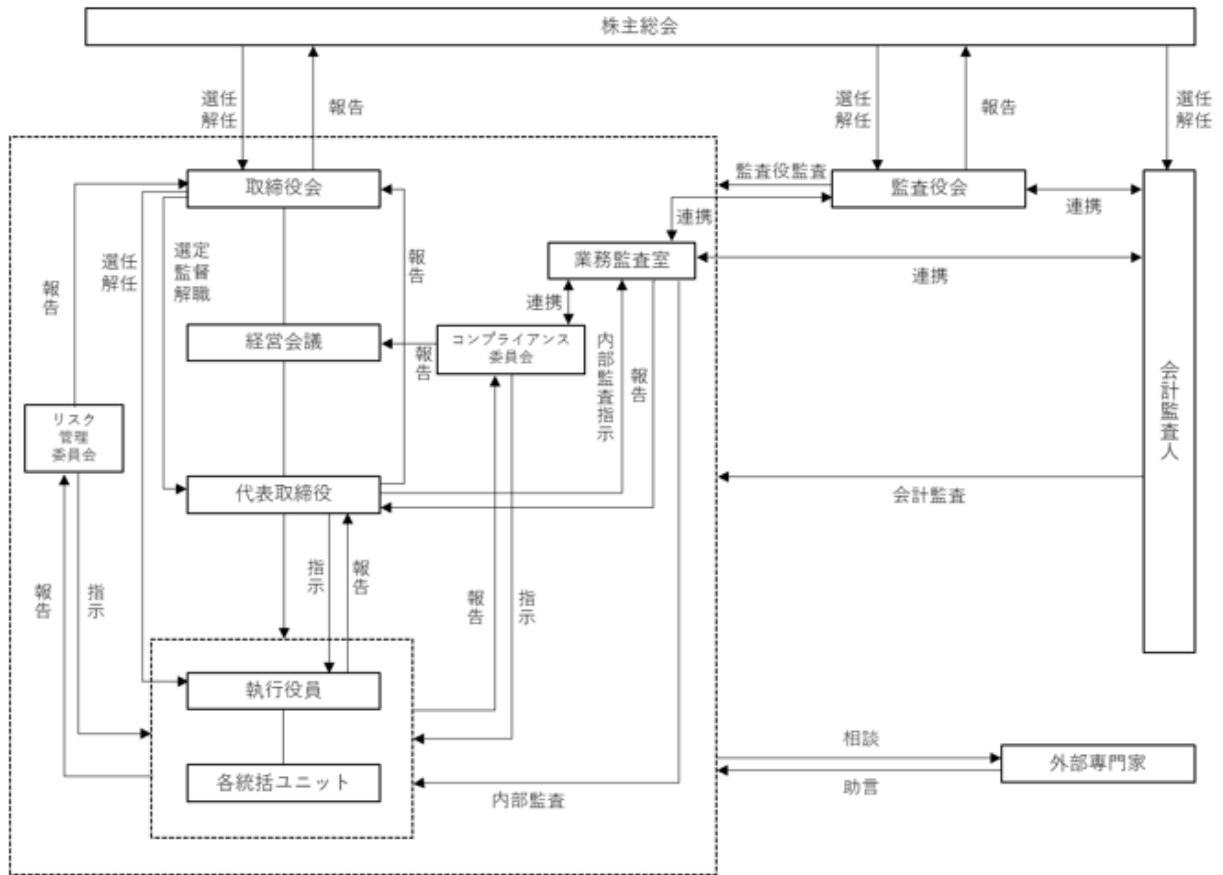 株主総会
選任
解任
報告
選任
解任
報告
選任
解任
取締役会
監査役監査
監査役会
連携
連携
業務監査室
連携
報告
選任
解任
選定
監督
解職
報告
連携
経営会議
報告
コンプライアンス
委員会
内部監査指示
報告
会計監査人
リスク
管理
委員会
代表取締役
会計監査
報告
指示
指示
報告
報告
指示
執行役員
各統括ユニット
内部監査
相談
助言
外部専門家